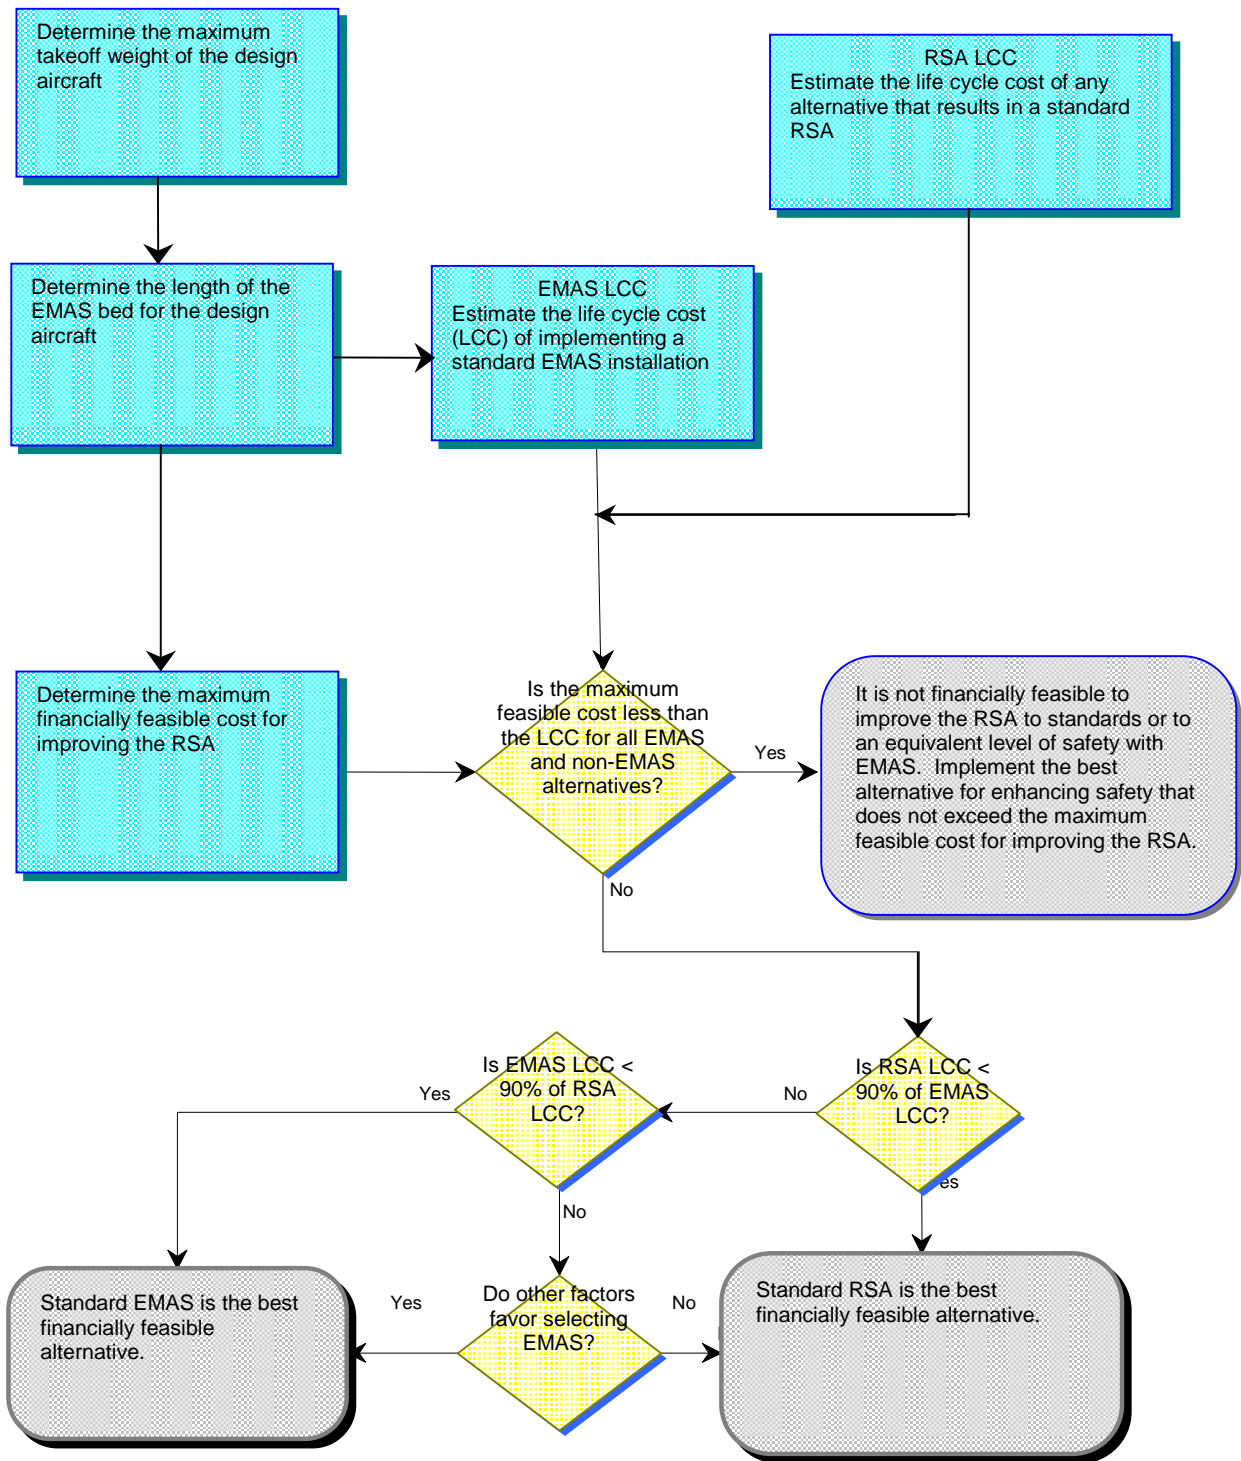 Determine the maximum
takeoff weight of the design
aircraft
RSA LCC
Estimate the life cycle cost of any
alternative that results in a standard
RSA
Determine the length of the
EMAS bed for the design
aircraft
EMAS LCC
Estimate the life cycle cost
(LCC) of implementing a
standard EMAS installation
Determine the maximum
financially feasible cost for
improving the RSA
Is the maximum
feasible cost less than
the LCC for all EMAS
and non-EMAS
alternatives?
Yes
It is not financially feasible to
improve the RSA to standards or to
an equivalent level of safety with
EMAS.  Implement the best
alternative for enhancing safety that
does not exceed the maximum
feasible cost for improving the RSA.
No
Is EMAS LCC <
90% of RSA
LCC?
Yes
No
Is RSA LCC <
90% of EMAS
LCC?
es
No
Standard EMAS is the best
financially feasible
alternative.
Yes
Do other factors
favor selecting
EMAS?
No
Standard RSA is the best
financially feasible alternative.